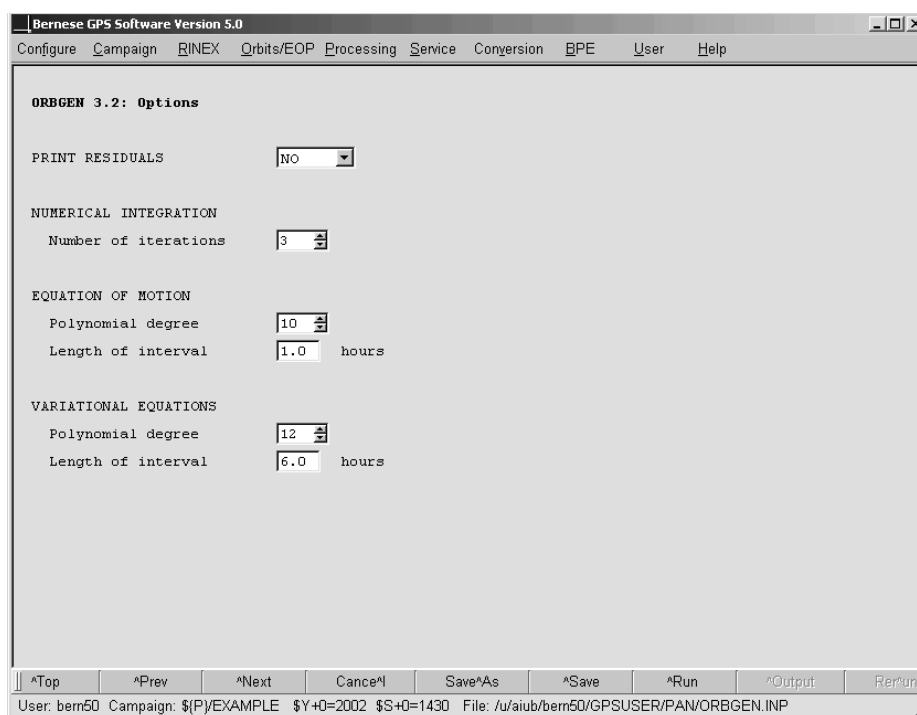 Bernese GPS Software Version 5.0
Configure Campaign RINEX Orbits/EOP Processing Service Conversion BPE User Help
ORBGEN 3.2: Options
PRINT RESIDUALS NO
NUMERICAL INTEGRATION
Number of iterations 3
EQUATION OF MOTION
Polynomial degree 10
Length of interval 1.0 hours
VARIATIONAL EQUATIONS
Polynomial degree 12
Length of interval 6.0 hours
^Top ^Prev ^Next Cance^l Save^As ^Save ^Run ^Output Rer^un
User: bern50 Campaign: ${P}/EXAMPLE $Y+0=2002 $S+0=1430 File: /u/aiub/bern50/GPSUSER/PAN/ORBGEN.INP